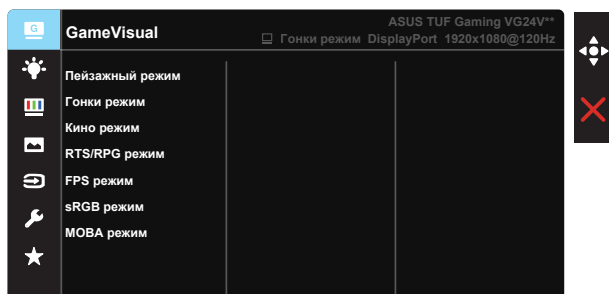 G
GameVisual
ASUS TUF Gaming VG24V**
Гонки режим DisplayPort 1920x1080@120Hz
Пейзажный режим
Гонки режим
Кино режим
RTS/RPG режим
FPS режим
sRGB режим
MOBA режим